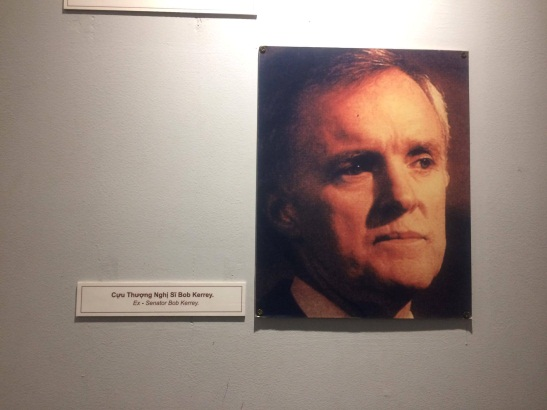 Cựu Thượng Nghị Sĩ Bob Kerrey.
Ex - Senator Bob Kerrey.